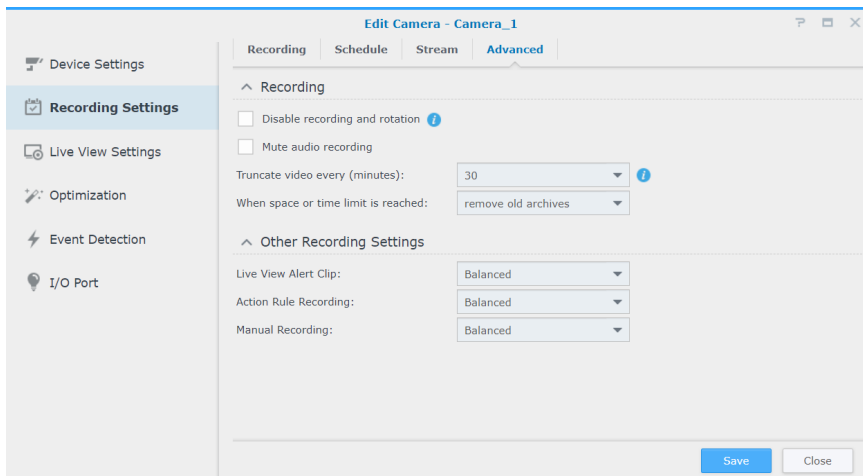 Edit Camera - Camera_1
Device Settings
Recording Settings
Live View Settings
Optimization
Event Detection
I/O Port
Recording Schedule Stream Advanced
Recording
Disable recording and rotation
Mute audio recording
Truncate video every (minutes): 30
When space or time limit is reached: remove old archives
Other Recording Settings
Live View Alert Clip: Balanced
Action Rule Recording: Balanced
Manual Recording: Balanced
Save Close